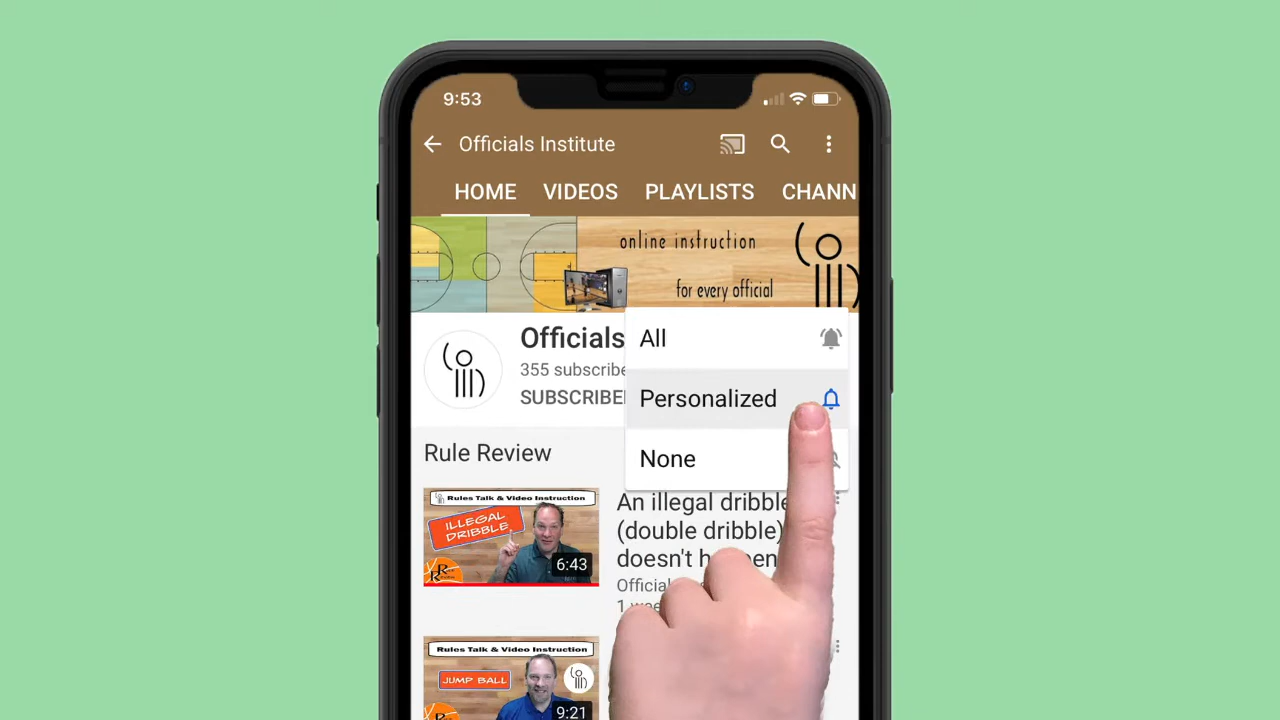 9:53
Officials Institute
HOME VIDEOS PLAYLISTS CHANN
online instruction
for every official
Officials
355 subscribe
SUBSCRIBE
All
Personalized
None
Rule Review
Rules Talk & Video Instruction
ILLEGAL
DRIBBLE
6:43
An illegal dribble
(double dribble)
doesn't
Official
1
Rules Talk & Video Instruction
JUMP BALL
9:21